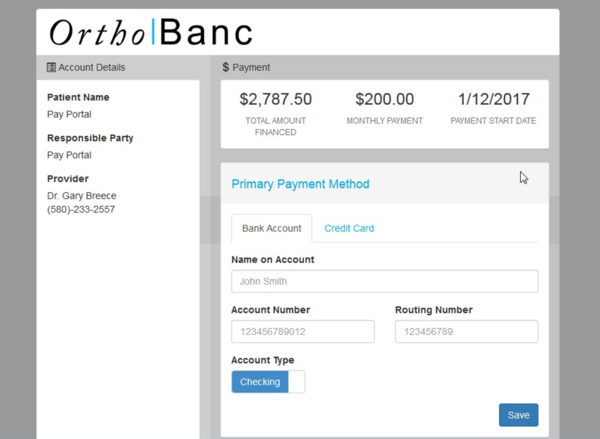 Ortho|Banc
Account Details
$ Payment
Patient Name
Pay Portal
Responsible Party
Pay Portal
Provider
Dr. Gary Breece
(580)-233-2557
$2,787.50
TOTAL AMOUNT
FINANCED
$200.00
MONTHLY PAYMENT
1/12/2017
PAYMENT START DATE
Primary Payment Method
Bank Account
Credit Card
Name on Account
John Smith
Account Number
Routing Number
123456789012
123456789
Account Type
Checking
Save